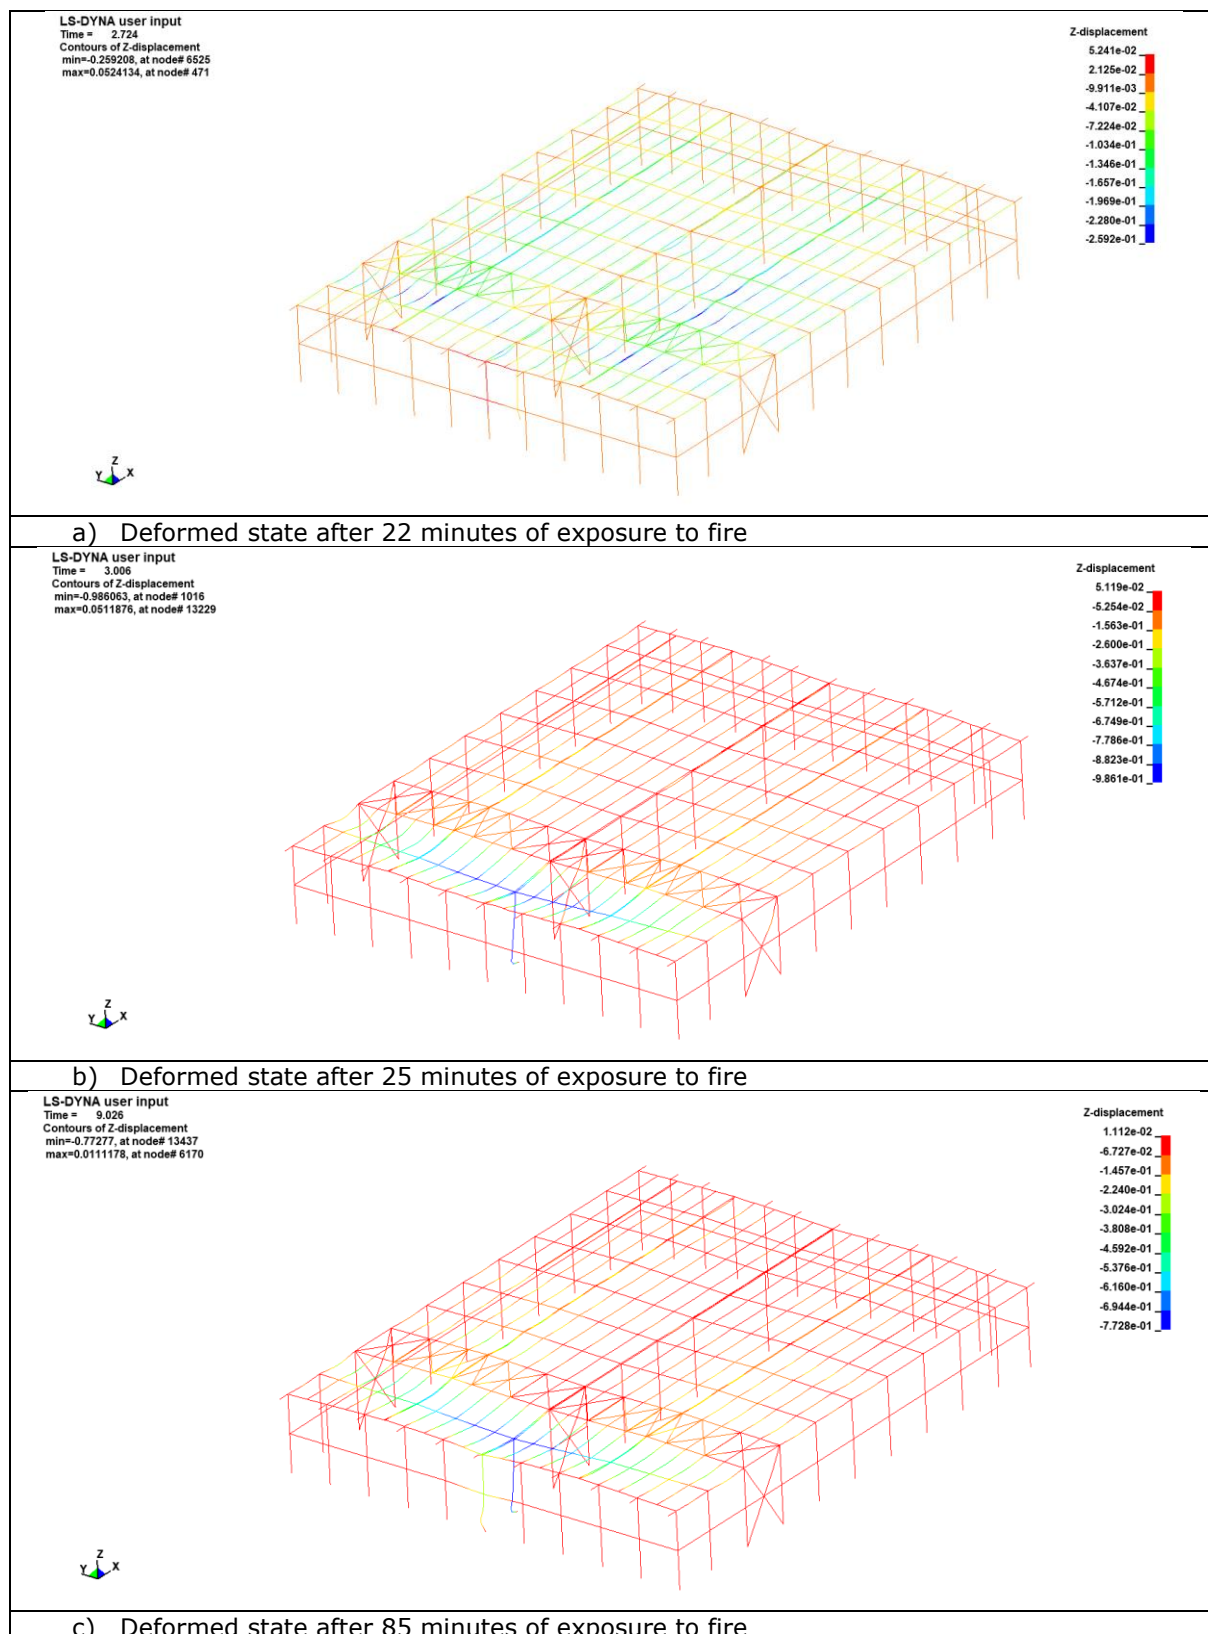 LS-DYNA user input
Time = 2.724
Contours of Z-displacement
min=-0.259208, at node# 6525
max=0.0524134, at node# 471
Z-displacement
5.241e-02
2.125e-02
-9.911e-03
-4.107e-02
-7.224e-02
-1.034e-01
-1.346e-01
-1.657e-01
-1.969e-01
-2.280e-01
-2.592e-01
Z
Y X
a) Deformed state after 22 minutes of exposure to fire
LS-DYNA user input
Time = 3.006
Contours of Z-displacement
min=-0.986063, at node# 1016
max=0.0511876, at node# 13229
Z-displacement
5.119e-02
-5.254e-02
-1.563e-01
-2.600e-01
-3.637e-01
-4.674e-01
-5.712e-01
-6.749e-01
-7.786e-01
-8.823e-01
-9.861e-01
Z
Y X
b) Deformed state after 25 minutes of exposure to fire
LS-DYNA user input
Time = 9.026
Contours of Z-displacement
min=-0.77277, at node# 13437
max=0.0111178, at node# 6170
Z-displacement
1.112e-02
-6.727e-02
-1.457e-01
-2.240e-01
-3.024e-01
-3.808e-01
-4.592e-01
-5.376e-01
-6.160e-01
-6.944e-01
-7.728e-01
Z
Y X
c) Deformed state after 85 minutes of exposure to fire